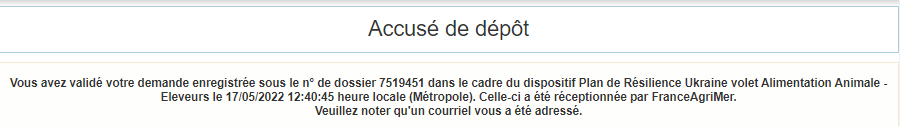 Accusé de dépôt
Vous avez validé votre demande enregistrée sous le n° de dossier 7519451 dans le cadre du dispositif Plan de Résilience Ukraine volet Alimentation Animale -
Eleveurs le 17/05/2022 12:40:45 heure locale (Métropole). Celle-ci a été réceptionnée par FranceAgriMer.
Veuillez noter qu'un courriel vous a été adressé.